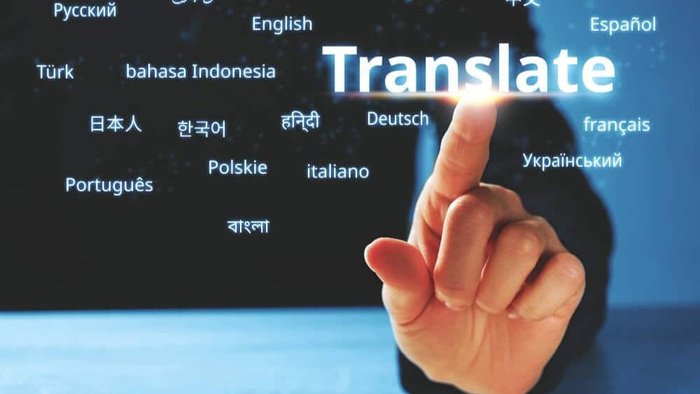 Русский
English
Español
Translate
Türk
bahasa Indonesia
日本人
한국어
हनि्दी
Deutsch
français
Polskie
italiano
Український
Português
বাংলা